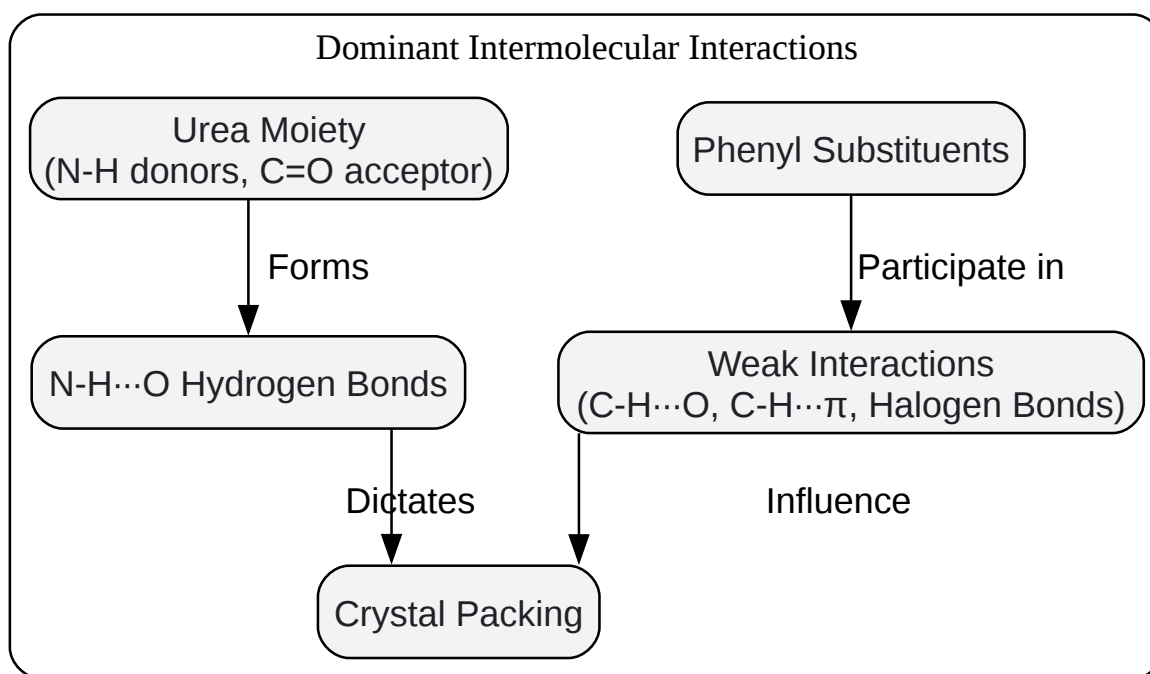 Dominant Intermolecular Interactions
Urea Moiety
(N-H donors, C=O acceptor)
Phenyl Substituents
Forms
Participate in
N-H···O Hydrogen Bonds
Weak Interactions
(C-H···O, C-H···π, Halogen Bonds)
Dictates
Influence
Crystal Packing